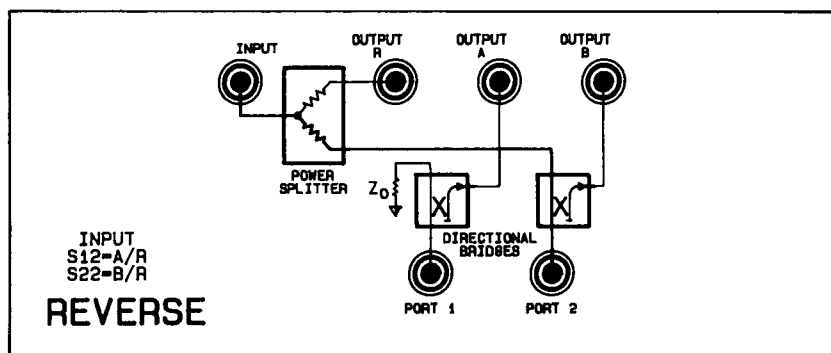 INPUT
OUTPUT
R
OUTPUT
A
OUTPUT
B
POWER
SPLITTER
Z0
X
X
DIRECTIONAL
BRIDGES
PORT 1
PORT 2
INPUT
S12=A/R
S22=B/R
REVERSE